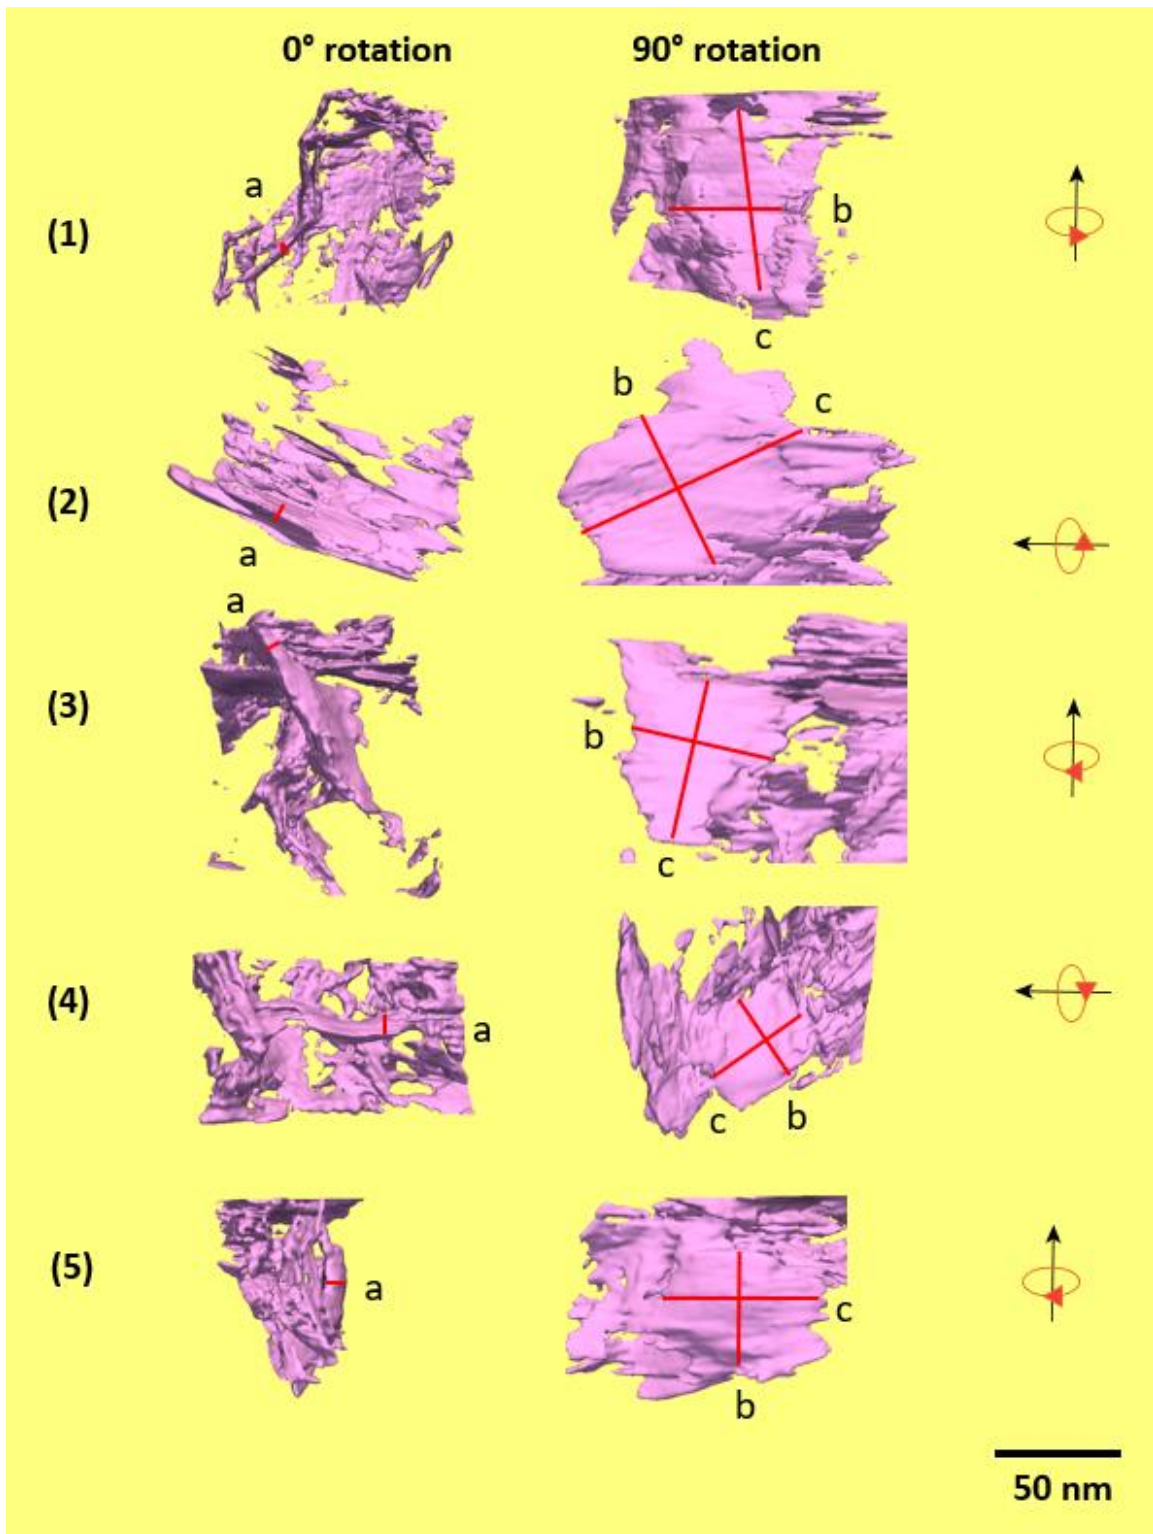 0° rotation 90° rotation
a
(1)
b
c
b
c
(2)
a
a
(3)
b
c
(4)
a
c b
(5)
a
c
b
50 nm